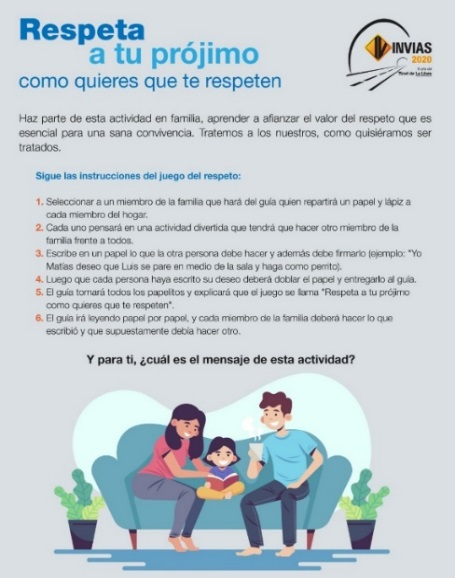 Respeta
a tu prójimo
como quieres que te respeten
INVIAS
2020
Haz parte de esta actividad en familia, aprender a afianzar el valor del respeto que es
esencial para una sana convivencia. Tratemos a los nuestros, como quisiéramos ser
tratados.
Sigue las instrucciones del juego del respeto:
1. Seleccionar a un miembro de la familia que hará del guía quien repartirá un papel y lápiz a
cada miembro del hogar.
2. Cada uno pensará en una actividad divertida que tendrá que hacer otro miembro de la
familia frente a todos.
3. Escribe en un papel lo que la otra persona debe hacer y además debe firmarlo (ejemplo: "Yo
Matías deseo que Luis se pare en medio de la sala y haga como perrito).
4. Luego que cada persona haya escrito su deseo deberá doblar el papel y entregarlo al guía.
5. El guía tomará todos los papelitos y explicará que el juego se llama "Respeta a tu prójimo
como quieres que te respeten".
6. El guía irá leyendo papel por papel, y cada miembro de la familia deberá hacer lo que
escribió y que supuestamente debía hacer otro.
Y para ti, ¿cuál es el mensaje de esta actividad?